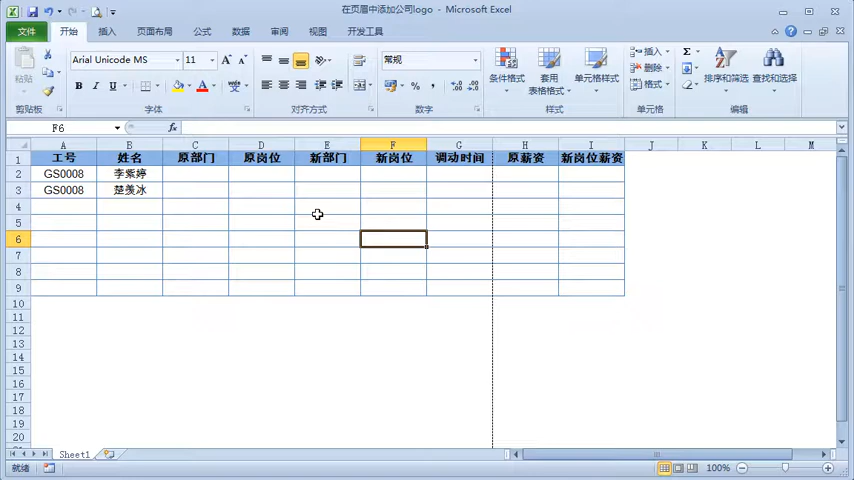 在页眉中添加公司logo - Microsoft Excel
文件 开始 插入 页面布局 公式 数据 审阅 视图 开发工具
Arial Unicode MS 11 常规
粘贴 B I U A % , 条件格式 套用 表格格式 单元格样式 插入 删除 格式 Σ 排序和筛选 查找和选择
剪贴板 字体 对齐方式 数字 样式 单元格 编辑
F6 fx
A B C D E F G H I J K L M
1 工号 姓名 原部门 原岗位 新部门 新岗位 调动时间 原薪资 新岗位薪资
2 GS0008 李紫婷
3 GS0008 楚羡冰
4
5
6
7
8
9
10
11
12
13
14
15
16
17
18
19
20
Sheet1
就绪 100%